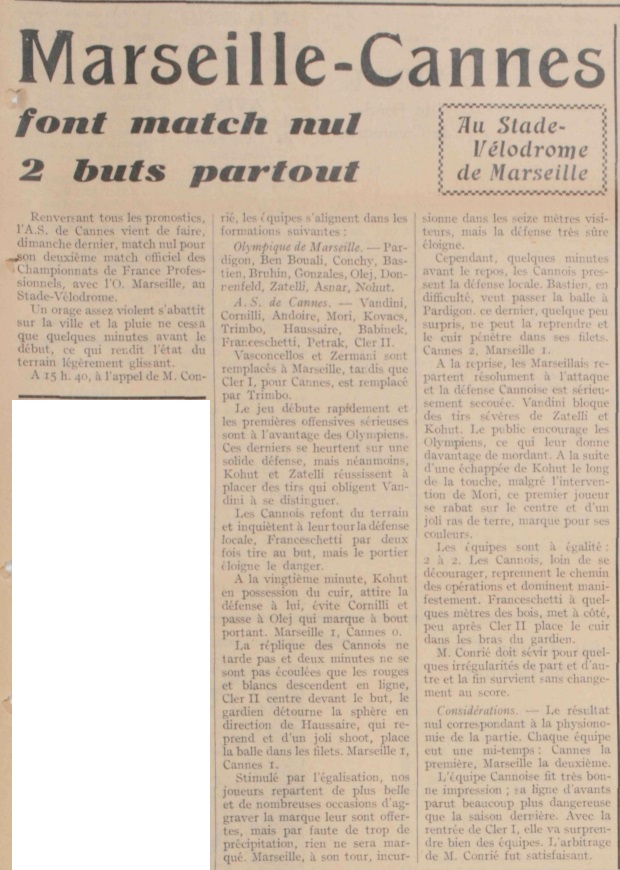 Marseille-Cannes
font match nul
2 buts partout
Au Stade-
Vélodrome
de Marseille
Renversant tous les pronostics,
l'A.S. de Cannes vient de faire,
dimanche dernier, match nul pour
son deuxième match officiel des
Championnats de France Profes-
sionnels, avec l'O. Marseille, au
Stade-Vélodrome.
Un orage assez violent s'abattit
sur la ville et la pluie ne cessa
que quelques minutes avant le
début, ce qui rendit l'état du
terrain légèrement glissant.
A 15 h. 40, à l'appel de M. Con-
rié, les équipes s'alignent dans les
formations suivantes :
Olympique de Marseille. — Par-
digon, Ben Bouali, Conchy, Bas-
tien, Bruhin, Gonzales, Olej, Don-
nenfeld, Zatelli, Asnar, Nohut.
A. S. de Cannes. — Vandini,
Cornilli, Andoire, Mori, Kovacs,
Trimbo, Haussaire, Babinek,
Franceschetti, Petrak, Cler II.
Vasconcellos et Zermani sont
remplacés à Marseille, tardis que
Cler I, pour Cannes, est remplacé
par Trimbo.
Le jeu débute rapidement et
les premières offensives sérieuses
sont à l'avantage des Olympiens.
Ces derniers se heurtent sur une
solide défense, mais néanmoins,
Kohut et Zatelli réussissent à
placer des tirs qui obligent Van-
dini à se distinguer.
Les Cannois refont du terrain
et inquiètent à leur tour la défense
locale, Franceschetti par deux
fois tire au but, mais le portier
éloigne le danger.
A la vingtième minute, Kohut
en possession du cuir, attire la
défense à lui, évite Cornilli et
passe à Olej qui marque à bout
portant. Marseille 1, Cannes 0.
La réplique des Cannois ne
tarde pas et deux minutes ne se
sont pas écoulées que les rouges
et blancs descendent en ligne,
Cler II centre devant le but, le
gardien détourne la sphère en
direction de Haussaire, qui re-
prend et d'un joli shoot, place
la balle dans les filets. Marseille 1,
Cannes 1.
Stimulé par l'égalisation, nos
joueurs repartent de plus belle
et de nombreuses occasions d'ag-
graver la marque leur sont offer-
tes, mais par faute de trop de
précipitation, rien ne sera mar-
qué. Marseille, à son tour, incur-
sionne dans les seize mètres visi-
teurs, mais la défense très sûre
éloigne.
Cependant, quelques minutes
avant le repos, les Cannois pres-
sent la défense locale. Bastien, en
difficulté, veut passer la balle à
Pardigon. ce dernier, quelque peu
surpris, ne peut la reprendre et
le cuir pénètre dans ses filets.
Cannes 2, Marseille 1.
A la reprise, les Marseillais re-
partent résolument à l'attaque
et la défense Cannoise est sérieu-
sement secouée. Vandini bloque
des tirs sévères de Zatelli et
Kohut. Le public encourage les
Olympiens, ce qui leur donne
davantage de mordant. A la suite
d'une échappée de Kohut le long
de la touche, malgré l'interven-
tion de Mori, ce premier joueur
se rabat sur le centre et d'un
joli ras de terre, marque pour ses
couleurs.
Les équipes sont à égalité :
2 à 2. Les Cannois, loin de se
décourager, reprennent le chemin
des opérations et dominent mani-
festement. Franceschetti à quel-
ques mètres des bois, met à côté,
peu après Cler II place le cuir
dans les bras du gardien.
M. Conrié doit sévir pour quel-
ques irrégularités de part et d'au-
tre et la fin survient sans change-
ment au score.
Considérations. — Le résultat
nul correspondant à la physiono-
mie de la partie. Chaque équipe
eut une mi-temps : Cannes la
première, Marseille la deuxième.
L'équipe Cannoise fit très bon-
ne impression ; sa ligne d'avants
parut beaucoup plus dangereuse
que la saison dernière. Avec la
rentrée de Cler I, elle va surpren-
dre bien des équipes. L'arbitrage
de M. Conrié fut satisfaisant.